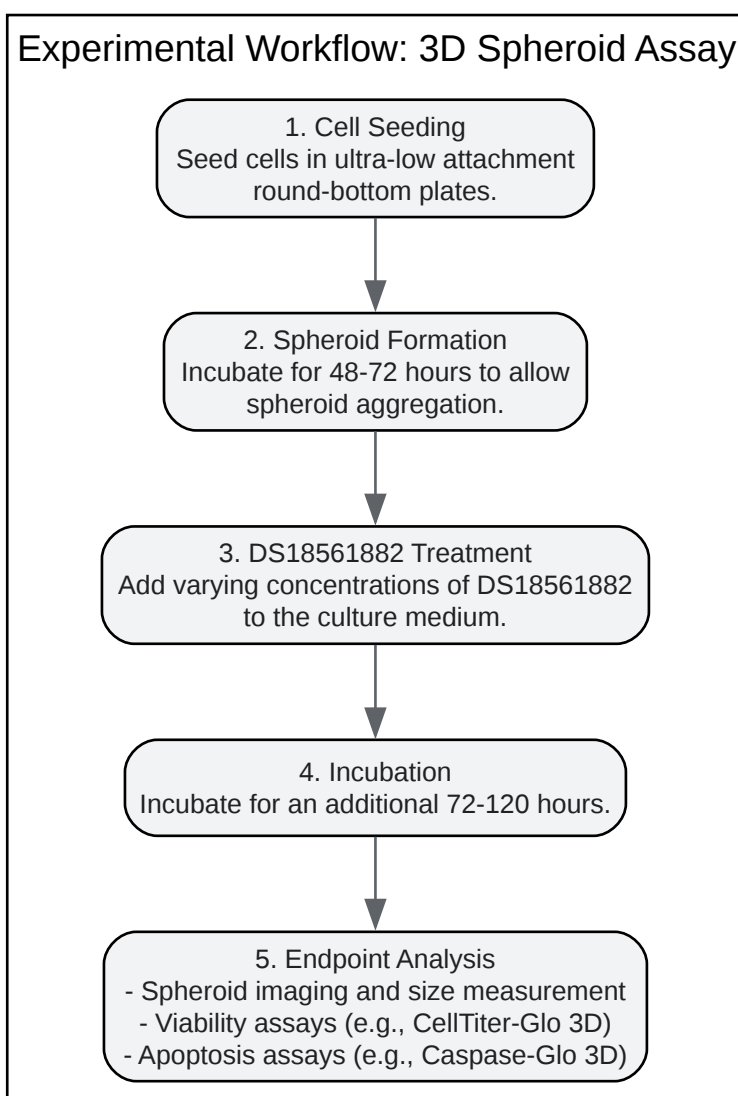 Experimental Workflow: 3D Spheroid Assay
1. Cell Seeding
Seed cells in ultra-low attachment
round-bottom plates.
2. Spheroid Formation
Incubate for 48-72 hours to allow
spheroid aggregation.
3. DS18561882 Treatment
Add varying concentrations of DS18561882
to the culture medium.
4. Incubation
Incubate for an additional 72-120 hours.
5. Endpoint Analysis
- Spheroid imaging and size measurement
- Viability assays (e.g., CellTiter-Glo 3D)
- Apoptosis assays (e.g., Caspase-Glo 3D)